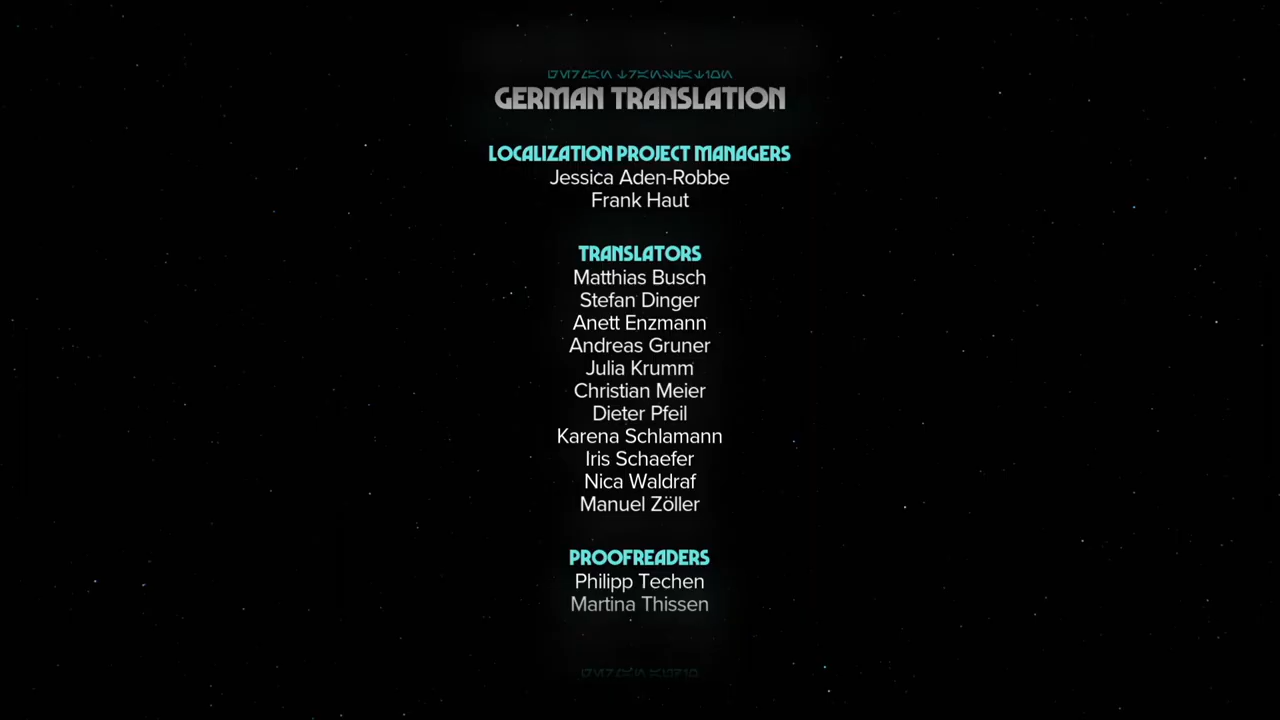 GERMAN TRANSLATION
LOCALIZATION PROJECT MANAGERS
Jessica Aden-Robbe
Frank Haut
TRANSLATORS
Matthias Busch
Stefan Dinger
Anett Enzmann
Andreas Gruner
Julia Krumm
Christian Meier
Dieter Pfeil
Karena Schlamann
Iris Schaefer
Nica Waldraf
Manuel Zöller
PROOFREADERS
Philipp Techen
Martina Thissen